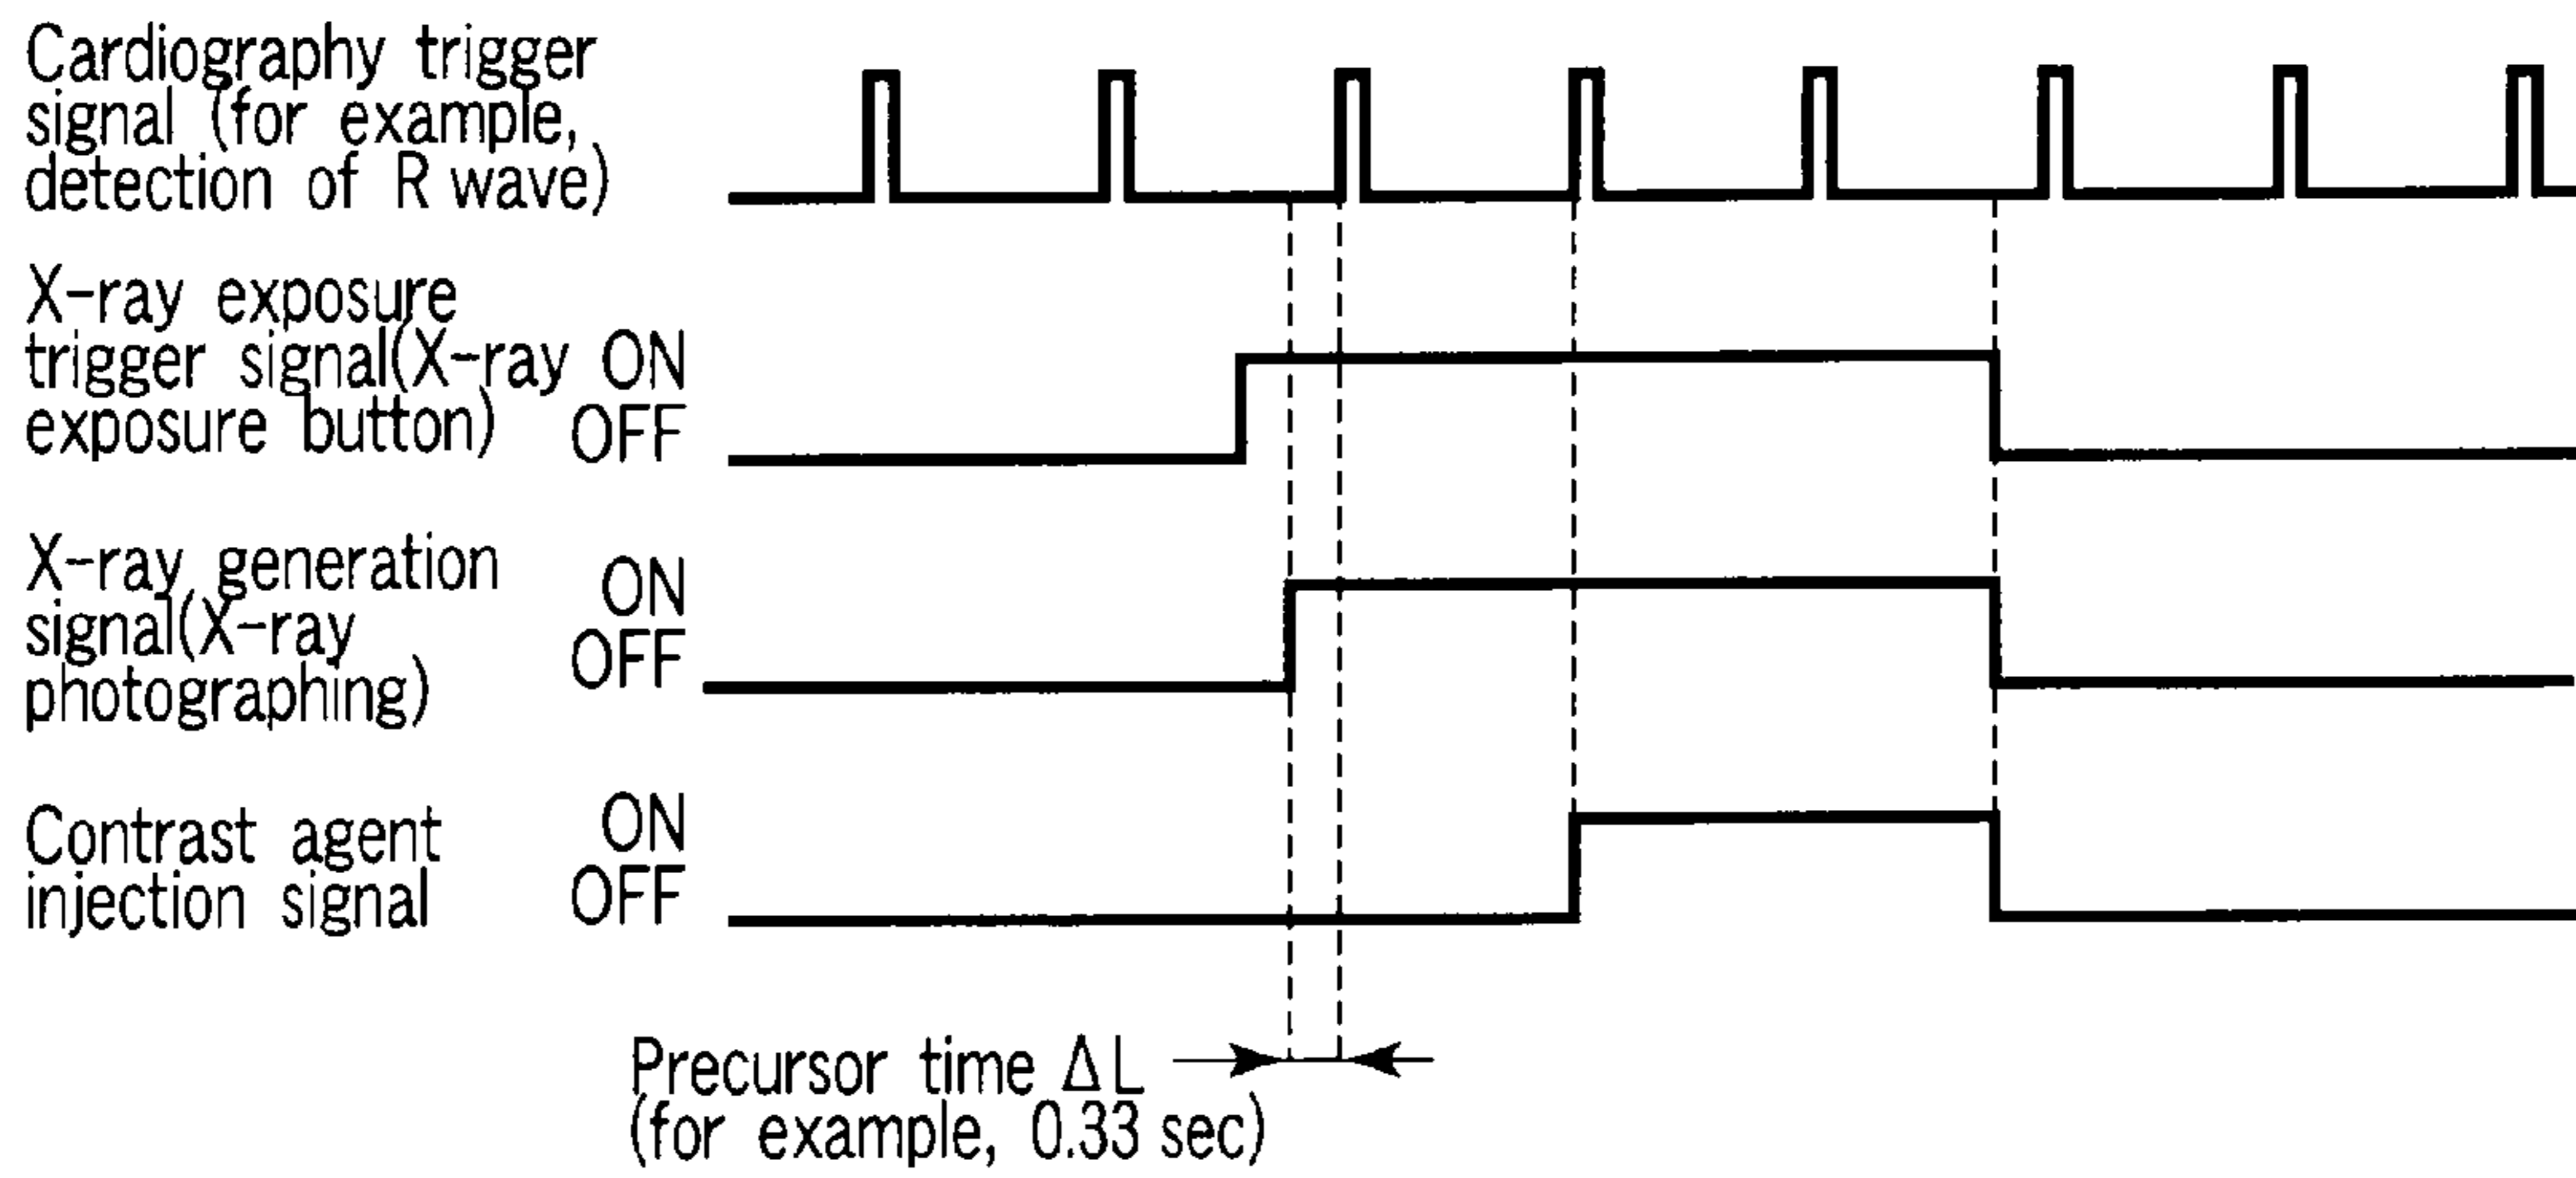 Cardiography trigger
signal (for example,
detection of R wave)
X-ray exposure
trigger signal(X-ray
exposure button)
ON
OFF
X-ray generation
signal(X-ray
photographing)
ON
OFF
Contrast agent
injection signal
ON
OFF
Precursor time ΔL
(for example, 0.33 sec)